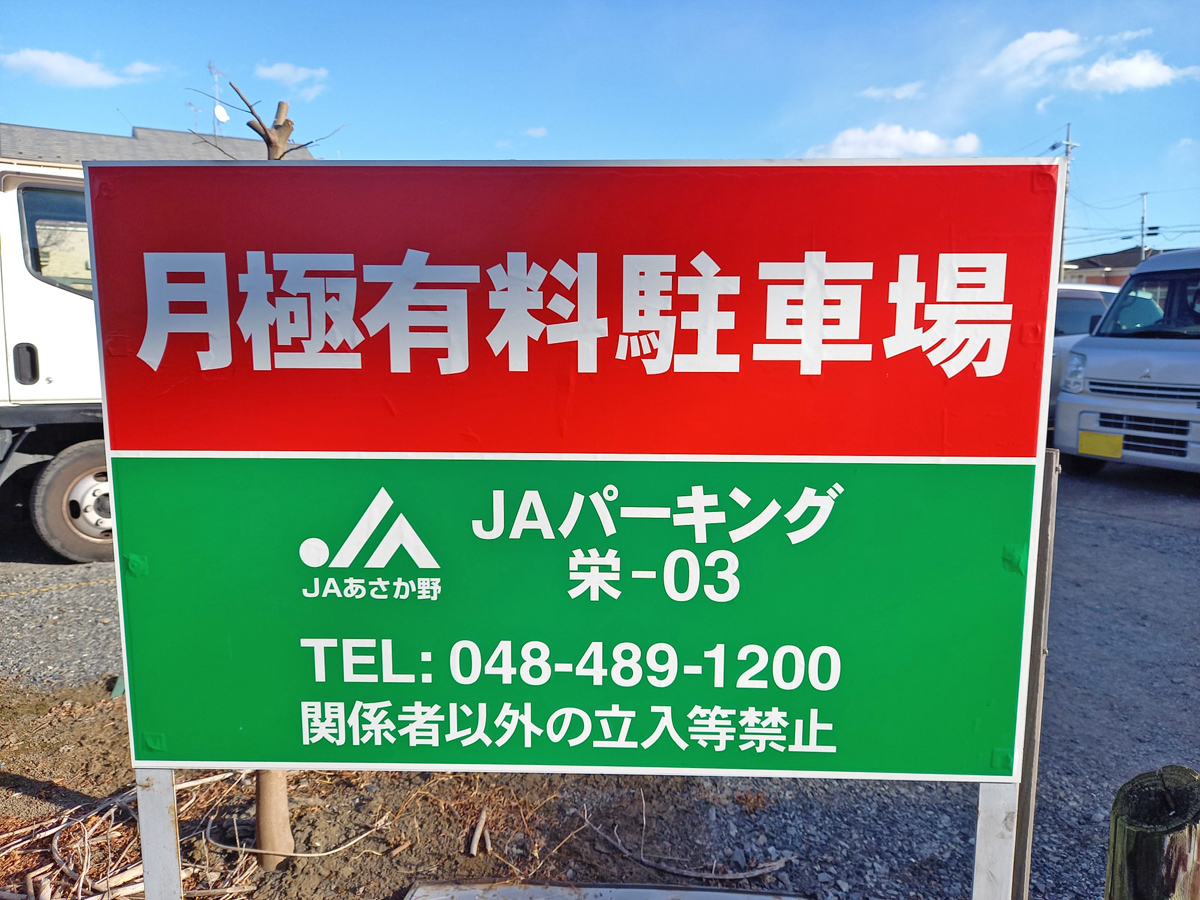 月極有料駐車場
JAあさか野
JAパーキング
栄-03
TEL: 048-489-1200
関係者以外の立入等禁止